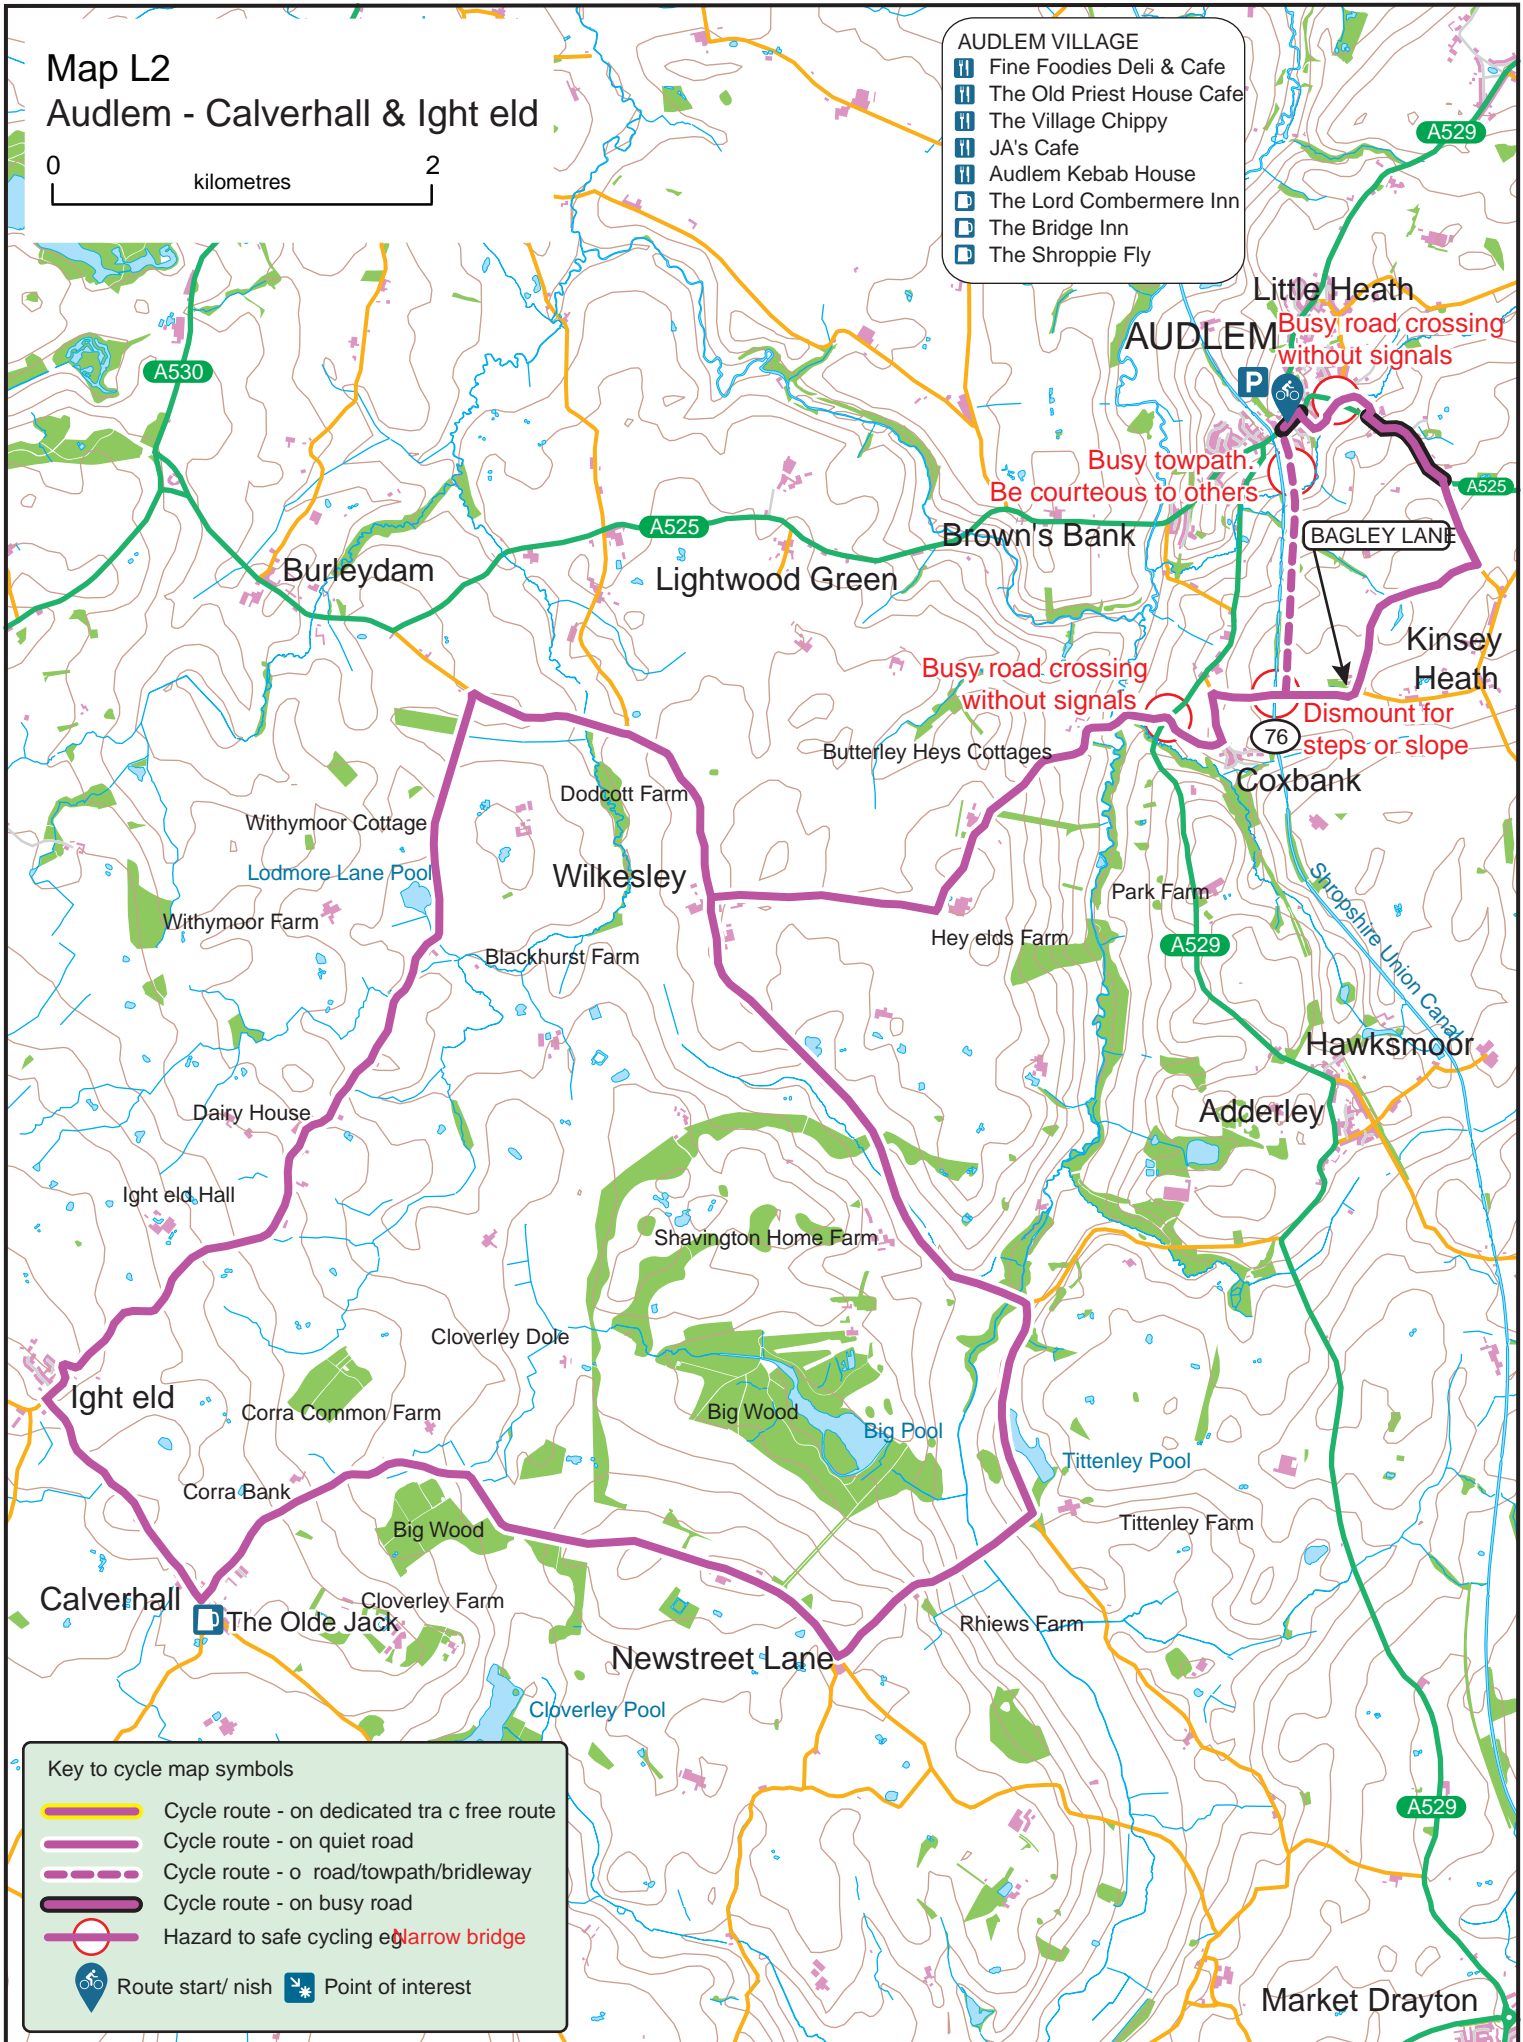 Map L2
Audlem - Calverhall & Ight eld
0
2
kilometres
AUDLEM VILLAGE
Fine Foodies Deli & Cafe
The Old Priest House Cafe
The Village Chippy
JA's Cafe
Audlem Kebab House
The Lord Combermere Inn
The Bridge Inn
The Shroppie Fly
A529
Little Heath
Busy road crossing
without signals
AUDLEM
P
A530
Busy towpath.
Be courteous to others
A525
A525
Brown's Bank
BAGLEY LANE
Burleydam
Lightwood Green
Kinsey
Heath
Busy road crossing
without signals
Dismount for
steps or slope
76
Butterley Heys Cottages
Coxbank
Dodcott Farm
Withymoor Cottage
Lodmore Lane Pool
Wilkesley
Park Farm
Shropshire Union Canal
Withymoor Farm
Hey elds Farm
A529
Blackhurst Farm
Hawksmoor
Dairy House
Adderley
Ight eld Hall
Shavington Home Farm
Cloverley Dole
Ight eld
Corra Common Farm
Big Wood
Big Pool
Tittenley Pool
Corra Bank
Big Wood
Tittenley Farm
Calverhall
Cloverley Farm
The Olde Jack
Rhiews Farm
Newstreet Lane
Cloverley Pool
Key to cycle map symbols
Cycle route - on dedicated tra c free route
Cycle route - on quiet road
Cycle route - o road/towpath/bridleway
Cycle route - on busy road
Hazard to safe cycling eg Narrow bridge
Route start/ nish
Point of interest
A529
Market Drayton